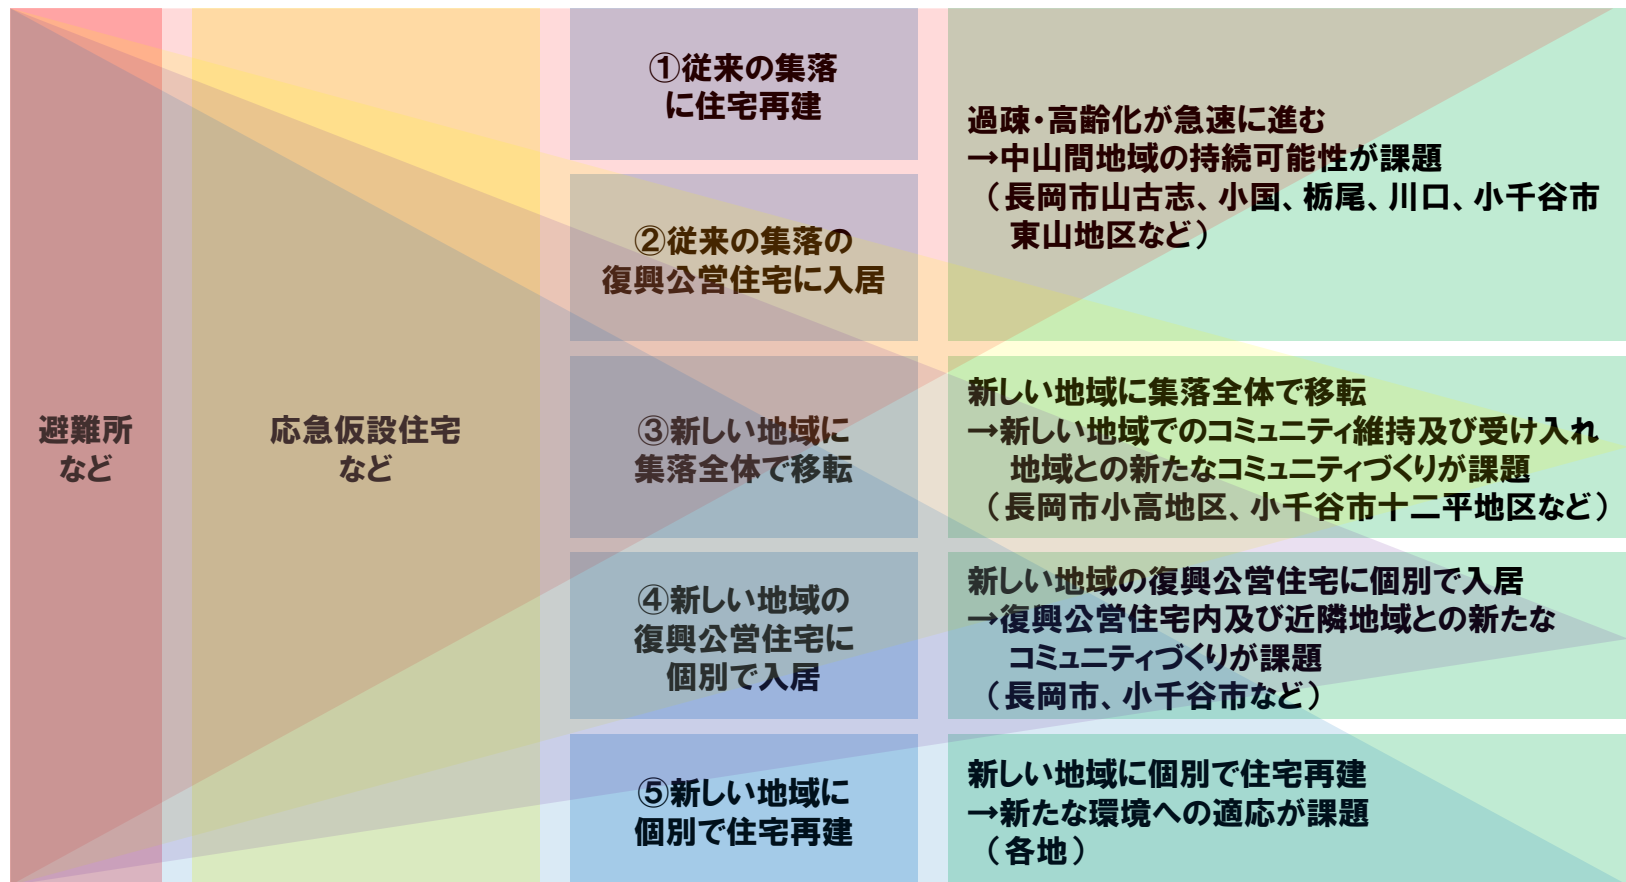 避難所
など
応急仮設住宅
など
①従来の集落
に住宅再建
②従来の集落の
復興公営住宅に入居
③新しい地域に
集落全体で移転
④新しい地域の
復興公営住宅に
個別で入居
⑤新しい地域に
個別で住宅再建
過疎・高齢化が急速に進む
→中山間地域の持続可能性が課題
（長岡市山古志、小国、栃尾、川口、小千谷市
東山地区など）
新しい地域に集落全体で移転
→新しい地域でのコミュニティ維持及び受け入れ
地域との新たなコミュニティづくりが課題
（長岡市小高地区、小千谷市十二平地区など）
新しい地域の復興公営住宅に個別で入居
→復興公営住宅内及び近隣地域との新たな
コミュニティづくりが課題
（長岡市、小千谷市など）
新しい地域に個別で住宅再建
→新たな環境への適応が課題
（各地）